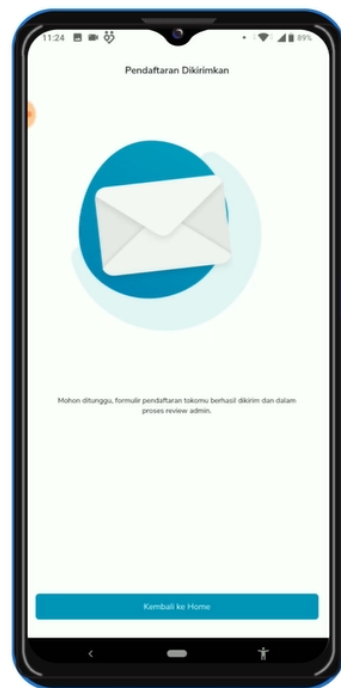 11:24
89%
Pendaftaran Dikirimkan
Mohon ditunggu, formulir pendaftaran tokomu berhasil dikirim dan dalam
proses review admin.
Kembali ke Home